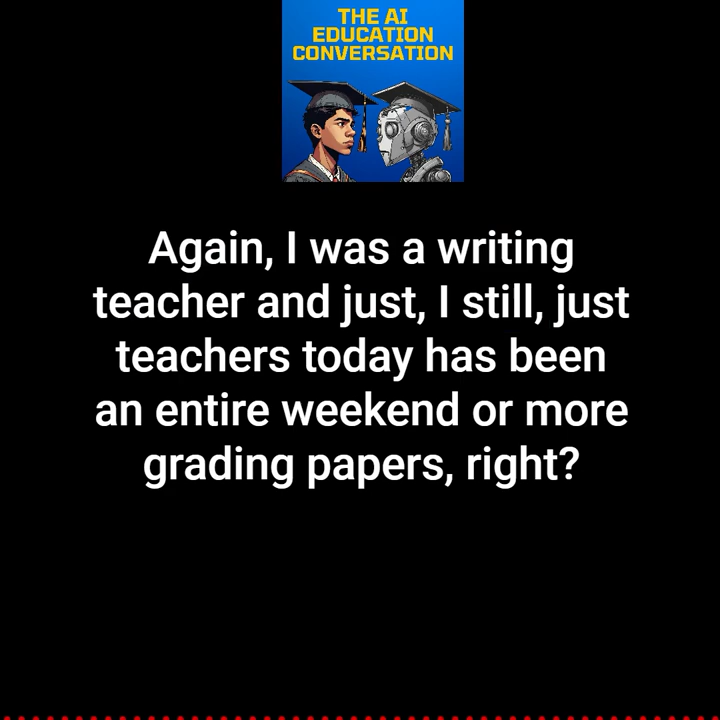 THE AI
EDUCATION
CONVERSATION
Again, I was a writing
teacher and just, I still, just
teachers today has been
an entire weekend or more
grading papers, right?